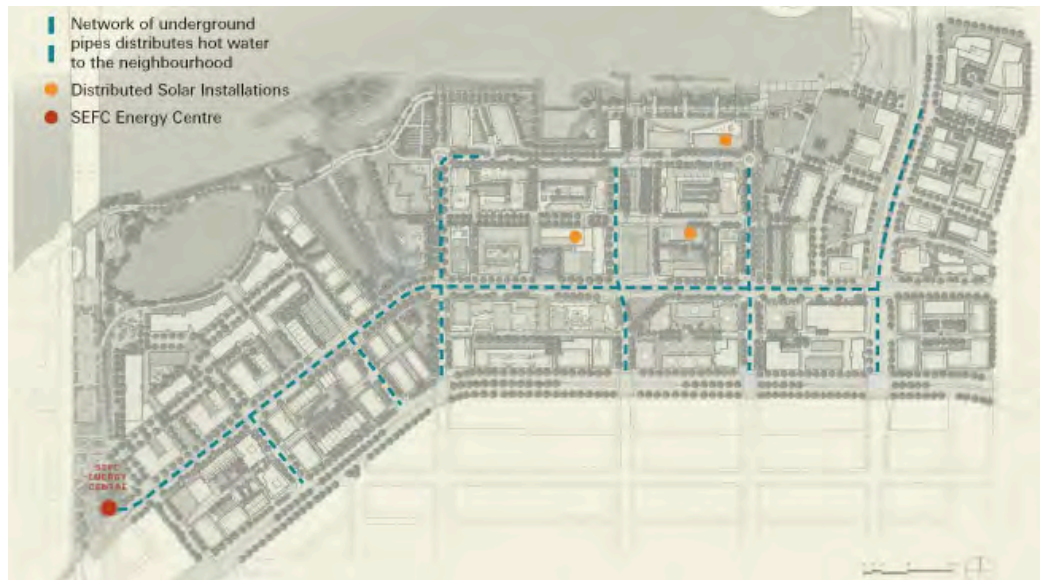 Network of underground
pipes distributes hot water
to the neighbourhood
Distributed Solar Installations
SEFC Energy Centre
SEFC
ENERGY
CENTRE